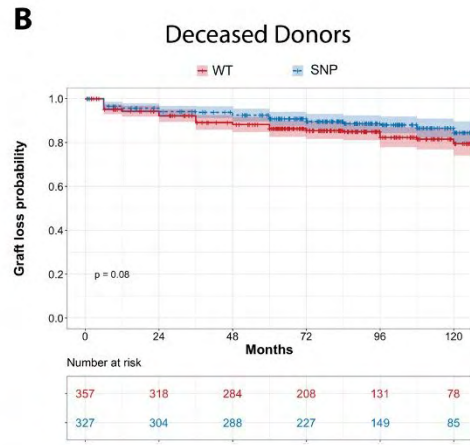 B
Deceased Donors
WT SNP
Graft loss probability
1.0
0.8
0.6
0.4
0.2
0.0
p = 0.08
0 24 48 72 96 120
Months
Number at risk
357 318 284 208 131 78
327 304 288 227 149 85